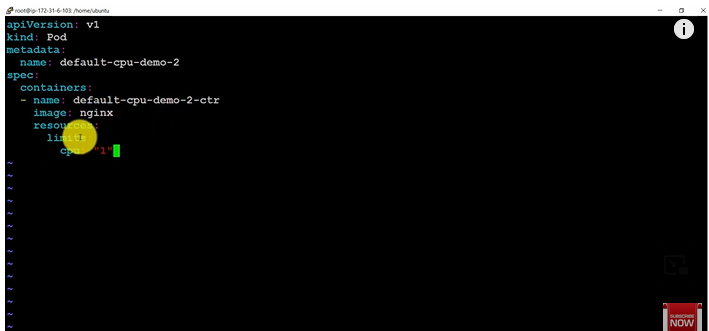 root@ip-172-31-6-103: /home/ubuntu
apiVersion: v1
kind: Pod
metadata:
  name: default-cpu-demo-2
spec:
  containers:
  - name: default-cpu-demo-2-ctr
    image: nginx
    resources:
      limits
        cpu: "1"
~
~
~
~
~
~
~
~
~
~
~
~
~
i
SUBSCRIBE
NOW